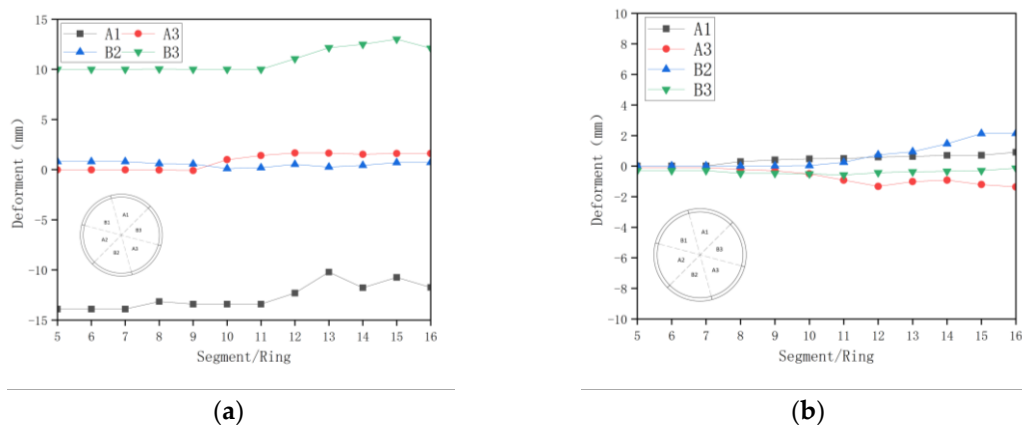 15
10
5
0
-5
-10
-15
Deforment (mm)
A1 A3
B2 B3
A1
B1 B3
A2 A3
B2
5 6 7 8 9 10 11 12 13 14 15 16
Segment/Ring
(a)
10
8
6
4
2
0
-2
-4
-6
-8
-10
Deforment (mm)
A1
A3
B2
B3
A1
B1 B3
A2 A3
B2
5 6 7 8 9 10 11 12 13 14 15 16
Segment/Ring
(b)